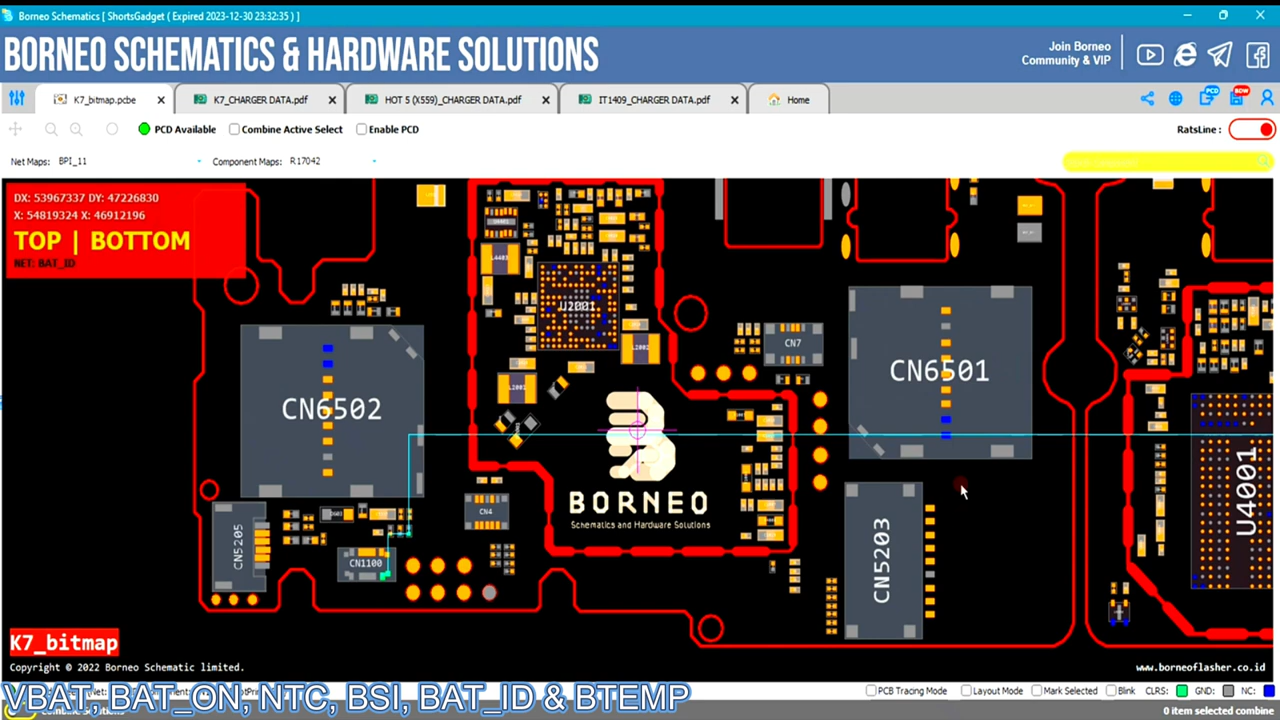 Borneo Schematics [ ShortsGadget ( Expired 2023-12-30 23:32:35 ) ]
BORNEO SCHEMATICS & HARDWARE SOLUTIONS
Join Borneo
Community & VIP
K7_bitmap.pcbe
K7_CHARGER DATA.pdf
HOT 5 (X559)_CHARGER DATA.pdf
IT1409_CHARGER DATA.pdf
Home
PCD
BOM
PCD Available
Combine Active Select
Enable PCD
RatsLine :
Net Maps: BPI_11
Component Maps: R17042
DX: 53967337 DY: 47226830
X: 54819324 X: 46912196
TOP | BOTTOM
NET: BAT_ID
L4403
U2001
L2002
CN7
CN6501
CN6502
BORNEO
Schematics and Hardware Solutions
CN4
U4001
CN5205
CN1100
CN5203
K7_bitmap
Copyright © 2022 Borneo Schematic limited.
www.borneoflasher.co.id
VBAT, BAT_ON, NTC, BSI, BAT_ID & BTEMP
PCB Tracing Mode
Layout Mode
Mark Selected
Blink
CLRS:
GND:
NC:
0 item selected combine